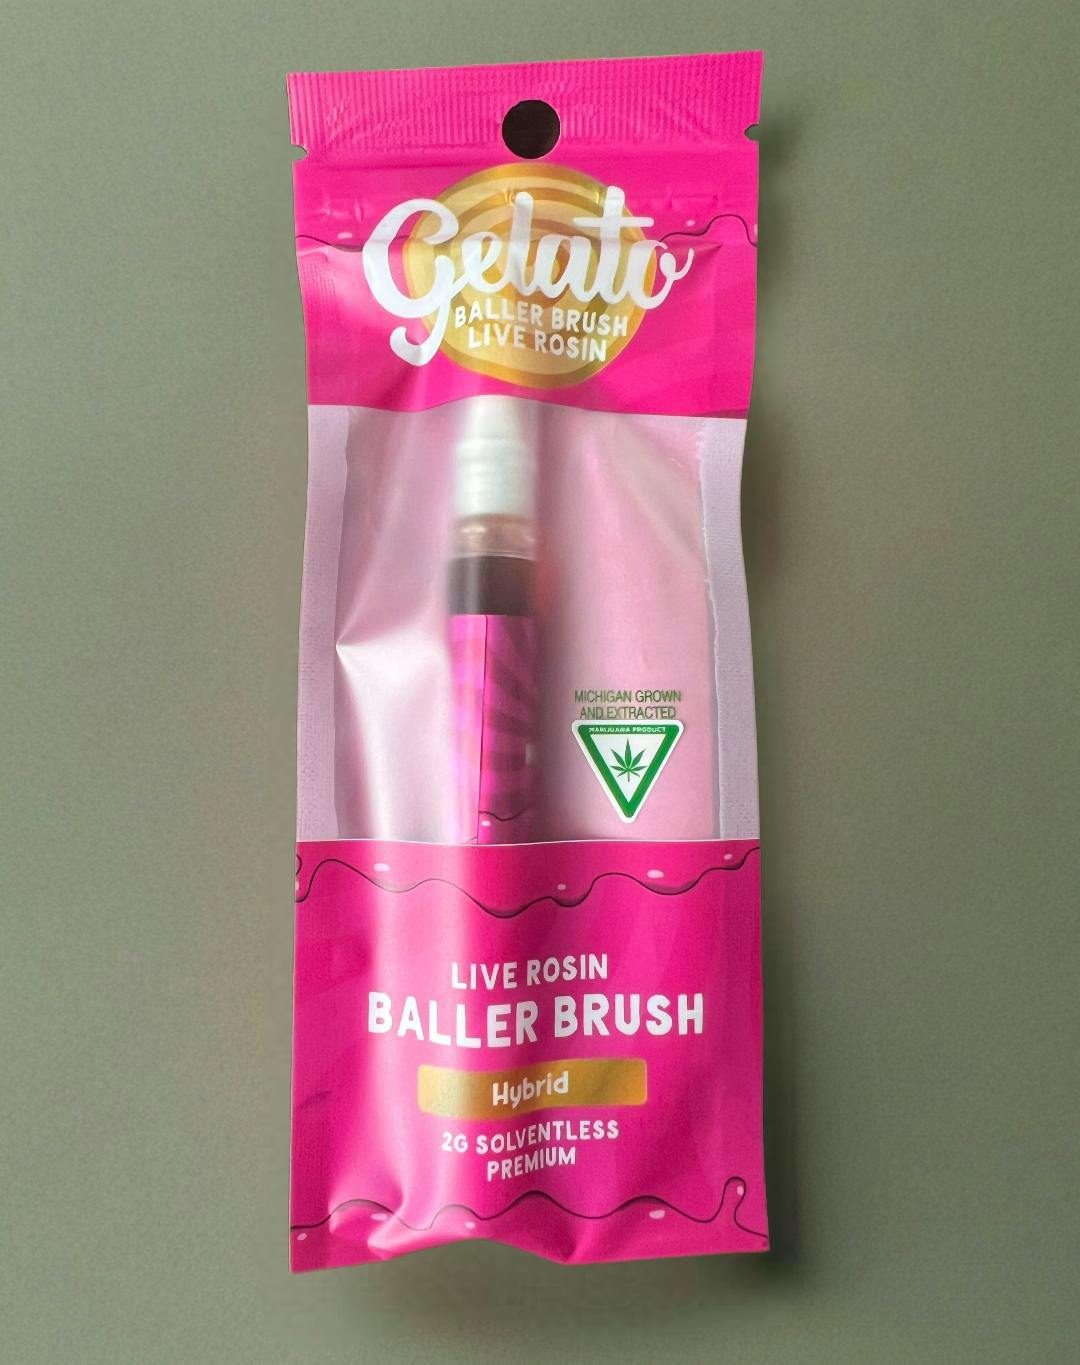 Gelato
BALLER BRUSH
LIVE ROSIN
MICHIGAN GROWN
AND EXTRACTED
MARIJUANA PRODUCT
LIVE ROSIN
BALLER BRUSH
Hybrid
2G SOLVENTLESS
PREMIUM